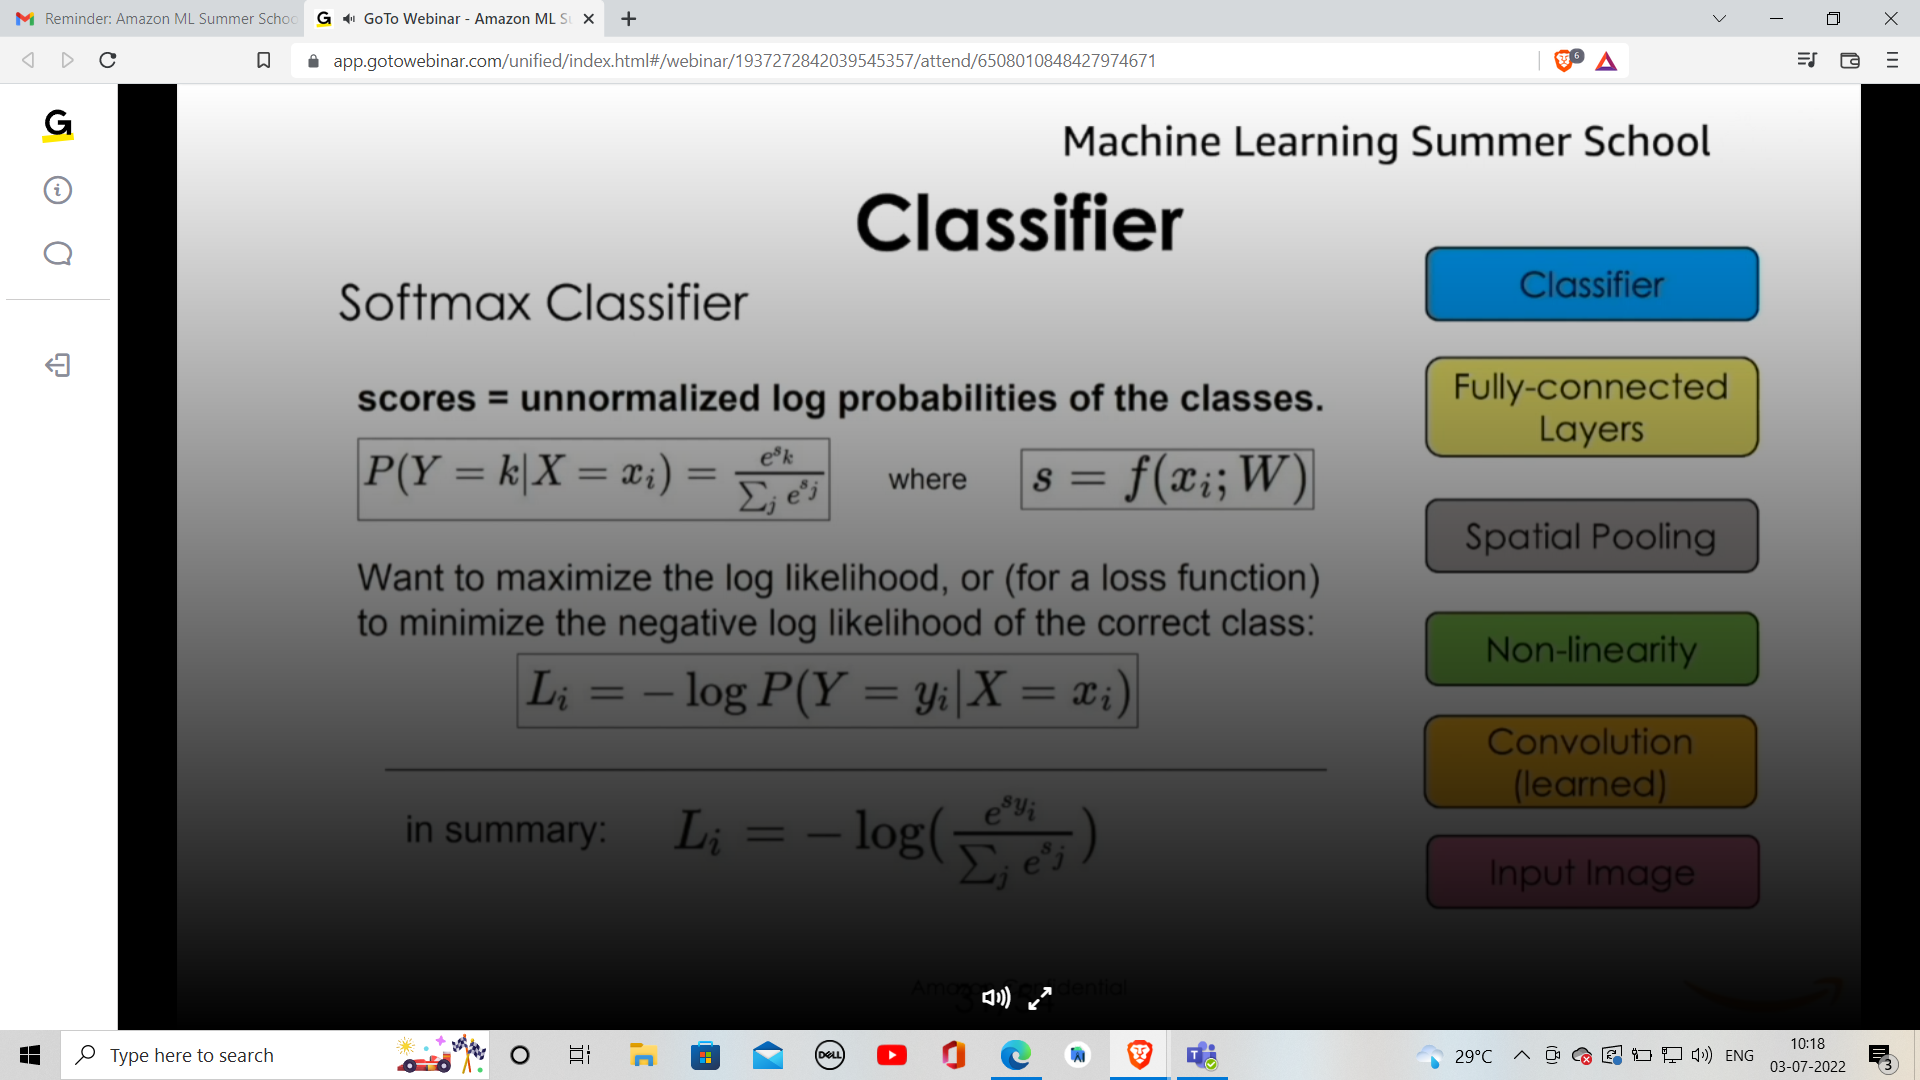 Reminder: Amazon ML Summer Schoo
GoTo Webinar - Amazon ML S
app.gotowebinar.com/unified/index.html#/webinar/1937272842039545357/attend/6508010848427974671
6
G
Machine Learning Summer School
Classifier
Softmax Classifier
scores = unnormalized log probabilities of the classes.
P(Y = k|X = x_i) = \frac{e^{s_k}}{\sum_j e^{s_j}} where s = f(x_i; W)
Want to maximize the log likelihood, or (for a loss function)
to minimize the negative log likelihood of the correct class:
L_i = − log P(Y = y_i|X = x_i)
in summary: L_i = − log(\frac{e^{s_{y_i}}}{\sum_j e^{s_j}})
Classifier
Fully-connected
Layers
Spatial Pooling
Non-linearity
Convolution
(learned)
Input Image
Type here to search
DELL
29°C
ENG
10:18
03-07-2022
3